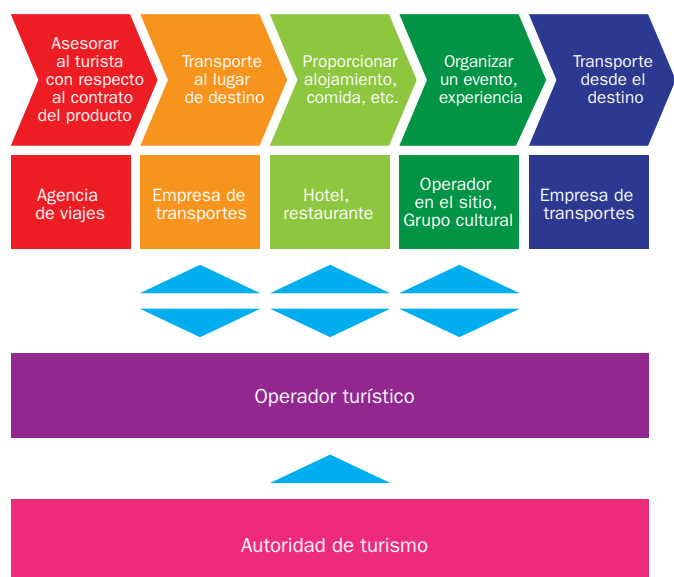 Asesorar
al turista
con respecto
al contrato
del producto
Transporte
al lugar
de destino
Proporcionar
alojamiento,
comida, etc.
Organizar
un evento,
experiencia
Transporte
desde el
destino
Agencia
de viajes
Empresa de
transportes
Hotel,
restaurante
Operador
en el sitio,
Grupo cultural
Empresa de
transportes
Operador turístico
Autoridad de turismo